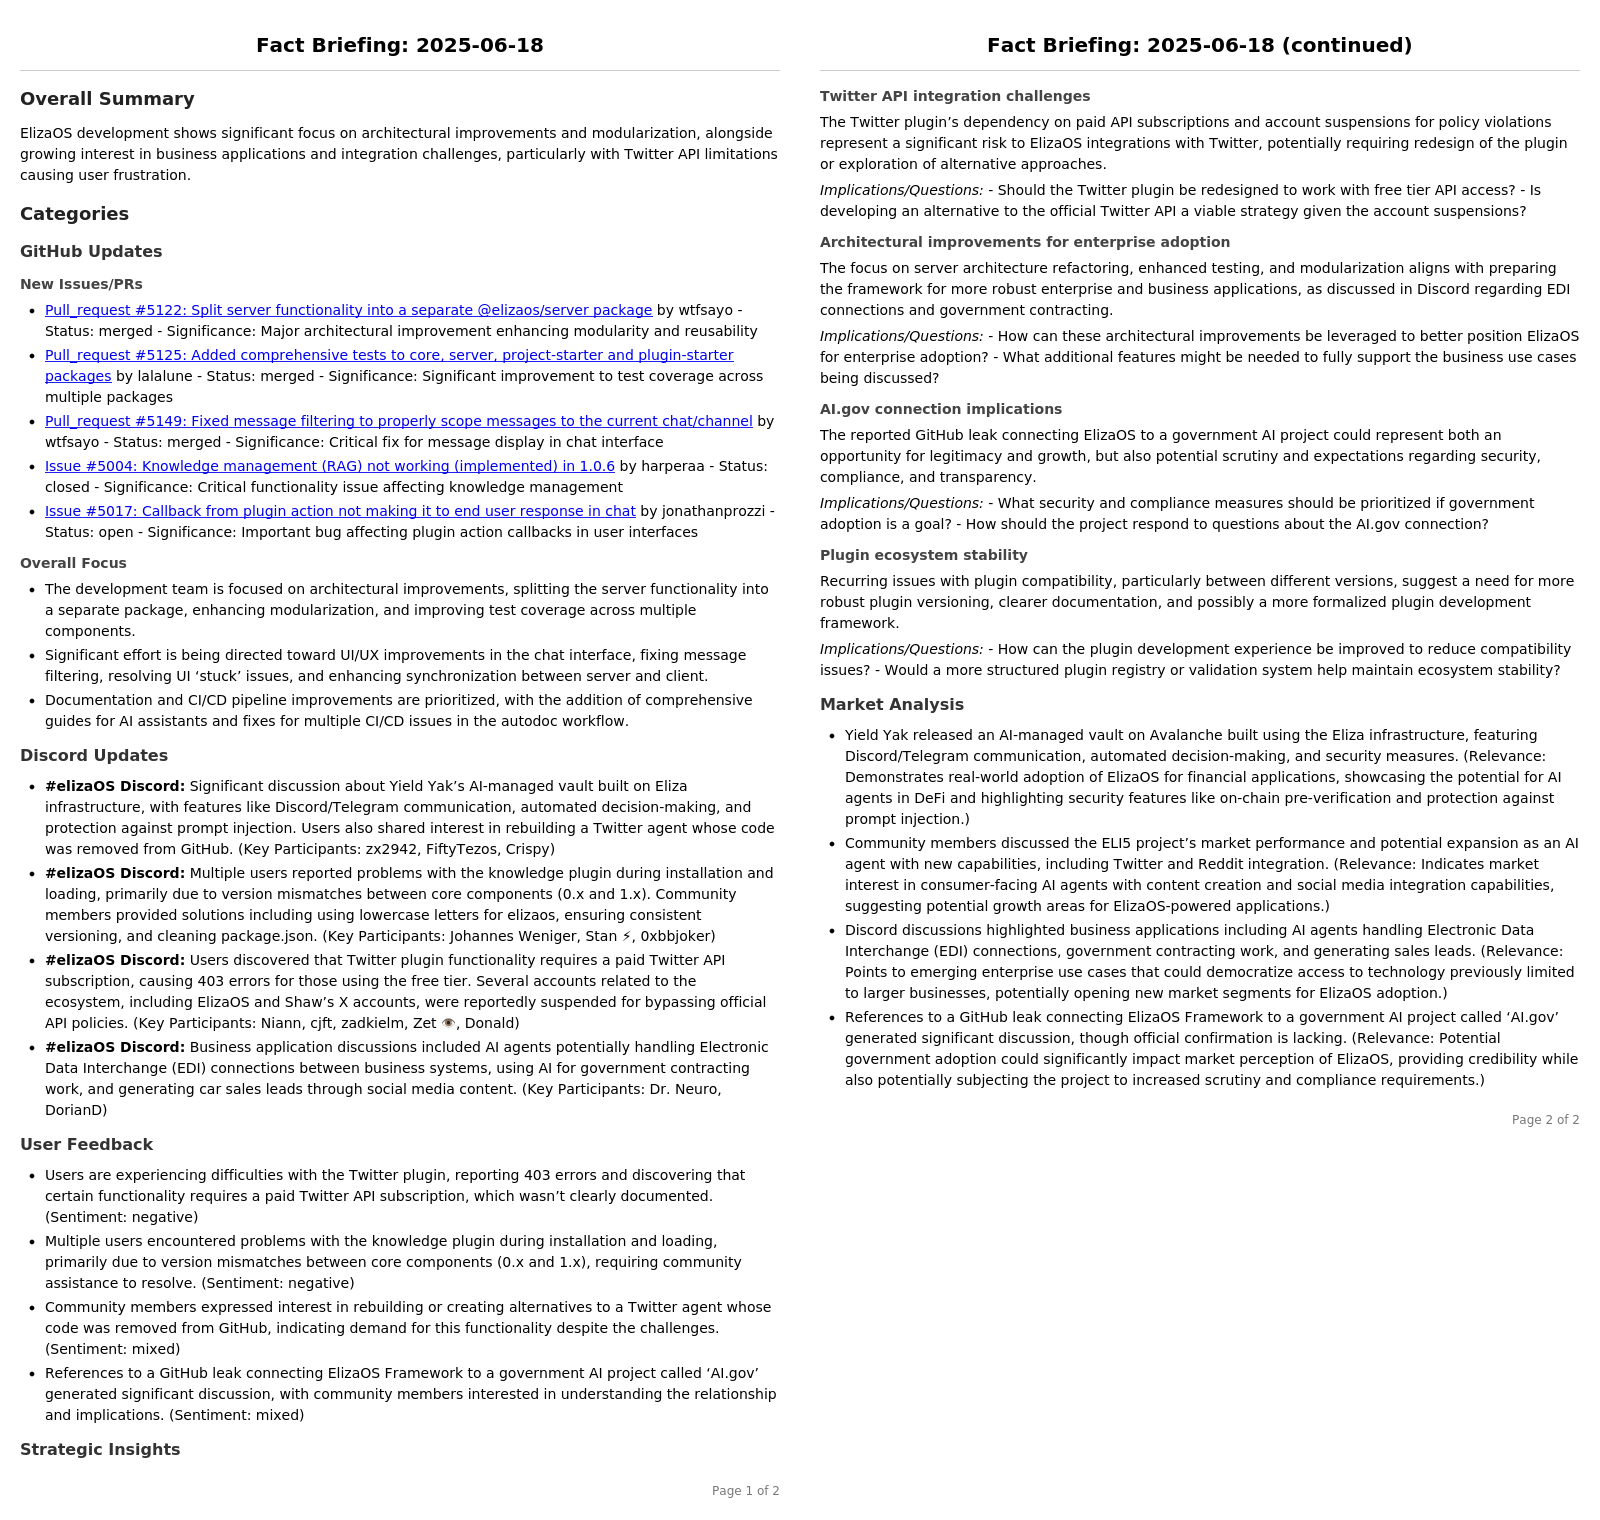 Fact Briefing: 2025-06-18
Overall Summary
ElizaOS development shows significant focus on architectural improvements and modularization, alongside
growing interest in business applications and integration challenges, particularly with Twitter API limitations
causing user frustration.
Categories
GitHub Updates
New Issues/PRs
• Pull_request #5122: Split server functionality into a separate @elizaos/server package by wtfsayo -
Status: merged - Significance: Major architectural improvement enhancing modularity and reusability
• Pull_request #5125: Added comprehensive tests to core, server, project-starter and plugin-starter
packages by lalalune - Status: merged - Significance: Significant improvement to test coverage across
multiple packages
• Pull_request #5149: Fixed message filtering to properly scope messages to the current chat/channel by
wtfsayo - Status: merged - Significance: Critical fix for message display in chat interface
• Issue #5004: Knowledge management (RAG) not working (implemented) in 1.0.6 by harperaa - Status:
closed - Significance: Critical functionality issue affecting knowledge management
• Issue #5017: Callback from plugin action not making it to end user response in chat by jonathanprozzi -
Status: open - Significance: Important bug affecting plugin action callbacks in user interfaces
Overall Focus
• The development team is focused on architectural improvements, splitting the server functionality into
a separate package, enhancing modularization, and improving test coverage across multiple
components.
• Significant effort is being directed toward UI/UX improvements in the chat interface, fixing message
filtering, resolving UI ‘stuck’ issues, and enhancing synchronization between server and client.
• Documentation and CI/CD pipeline improvements are prioritized, with the addition of comprehensive
guides for AI assistants and fixes for multiple CI/CD issues in the autodoc workflow.
Discord Updates
• #elizaOS Discord: Significant discussion about Yield Yak’s AI-managed vault built on Eliza
infrastructure, with features like Discord/Telegram communication, automated decision-making, and
protection against prompt injection. Users also shared interest in rebuilding a Twitter agent whose code
was removed from GitHub. (Key Participants: zx2942, FiftyTezos, Crispy)
• #elizaOS Discord: Multiple users reported problems with the knowledge plugin during installation and
loading, primarily due to version mismatches between core components (0.x and 1.x). Community
members provided solutions including using lowercase letters for elizaos, ensuring consistent
versioning, and cleaning package.json. (Key Participants: Johannes Weniger, Stan ⚡, 0xbbjoker)
• #elizaOS Discord: Users discovered that Twitter plugin functionality requires a paid Twitter API
subscription, causing 403 errors for those using the free tier. Several accounts related to the
ecosystem, including ElizaOS and Shaw’s X accounts, were reportedly suspended for bypassing official
API policies. (Key Participants: Niann, cjft, zadkielm, Zet 👁️, Donald)
• #elizaOS Discord: Business application discussions included AI agents potentially handling Electronic
Data Interchange (EDI) connections between business systems, using AI for government contracting
work, and generating car sales leads through social media content. (Key Participants: Dr. Neuro,
DorianD)
User Feedback
• Users are experiencing difficulties with the Twitter plugin, reporting 403 errors and discovering that
certain functionality requires a paid Twitter API subscription, which wasn’t clearly documented.
(Sentiment: negative)
• Multiple users encountered problems with the knowledge plugin during installation and loading,
primarily due to version mismatches between core components (0.x and 1.x), requiring community
assistance to resolve. (Sentiment: negative)
• Community members expressed interest in rebuilding or creating alternatives to a Twitter agent whose
code was removed from GitHub, indicating demand for this functionality despite the challenges.
(Sentiment: mixed)
• References to a GitHub leak connecting ElizaOS Framework to a government AI project called ‘AI.gov’
generated significant discussion, with community members interested in understanding the relationship
and implications. (Sentiment: mixed)
Strategic Insights
Page 1 of 2
Fact Briefing: 2025-06-18 (continued)
Twitter API integration challenges
The Twitter plugin’s dependency on paid API subscriptions and account suspensions for policy violations
represent a significant risk to ElizaOS integrations with Twitter, potentially requiring redesign of the plugin
or exploration of alternative approaches.
Implications/Questions: - Should the Twitter plugin be redesigned to work with free tier API access? - Is
developing an alternative to the official Twitter API a viable strategy given the account suspensions?
Architectural improvements for enterprise adoption
The focus on server architecture refactoring, enhanced testing, and modularization aligns with preparing
the framework for more robust enterprise and business applications, as discussed in Discord regarding EDI
connections and government contracting.
Implications/Questions: - How can these architectural improvements be leveraged to better position ElizaOS
for enterprise adoption? - What additional features might be needed to fully support the business use cases
being discussed?
AI.gov connection implications
The reported GitHub leak connecting ElizaOS to a government AI project could represent both an
opportunity for legitimacy and growth, but also potential scrutiny and expectations regarding security,
compliance, and transparency.
Implications/Questions: - What security and compliance measures should be prioritized if government
adoption is a goal? - How should the project respond to questions about the AI.gov connection?
Plugin ecosystem stability
Recurring issues with plugin compatibility, particularly between different versions, suggest a need for more
robust plugin versioning, clearer documentation, and possibly a more formalized plugin development
framework.
Implications/Questions: - How can the plugin development experience be improved to reduce compatibility
issues? - Would a more structured plugin registry or validation system help maintain ecosystem stability?
Market Analysis
• Yield Yak released an AI-managed vault on Avalanche built using the Eliza infrastructure, featuring
Discord/Telegram communication, automated decision-making, and security measures. (Relevance:
Demonstrates real-world adoption of ElizaOS for financial applications, showcasing the potential for AI
agents in DeFi and highlighting security features like on-chain pre-verification and protection against
prompt injection.)
• Community members discussed the ELI5 project’s market performance and potential expansion as an AI
agent with new capabilities, including Twitter and Reddit integration. (Relevance: Indicates market
interest in consumer-facing AI agents with content creation and social media integration capabilities,
suggesting potential growth areas for ElizaOS-powered applications.)
• Discord discussions highlighted business applications including AI agents handling Electronic Data
Interchange (EDI) connections, government contracting work, and generating sales leads. (Relevance:
Points to emerging enterprise use cases that could democratize access to technology previously limited
to larger businesses, potentially opening new market segments for ElizaOS adoption.)
• References to a GitHub leak connecting ElizaOS Framework to a government AI project called ‘AI.gov’
generated significant discussion, though official confirmation is lacking. (Relevance: Potential
government adoption could significantly impact market perception of ElizaOS, providing credibility while
also potentially subjecting the project to increased scrutiny and compliance requirements.)
Page 2 of 2